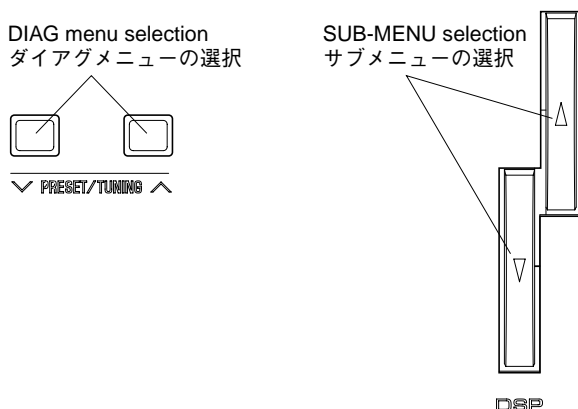 DIAG menu selection
ダイアグメニューの選択
PRESET/TUNING
SUB-MENU selection
サブメニューの選択
DSP